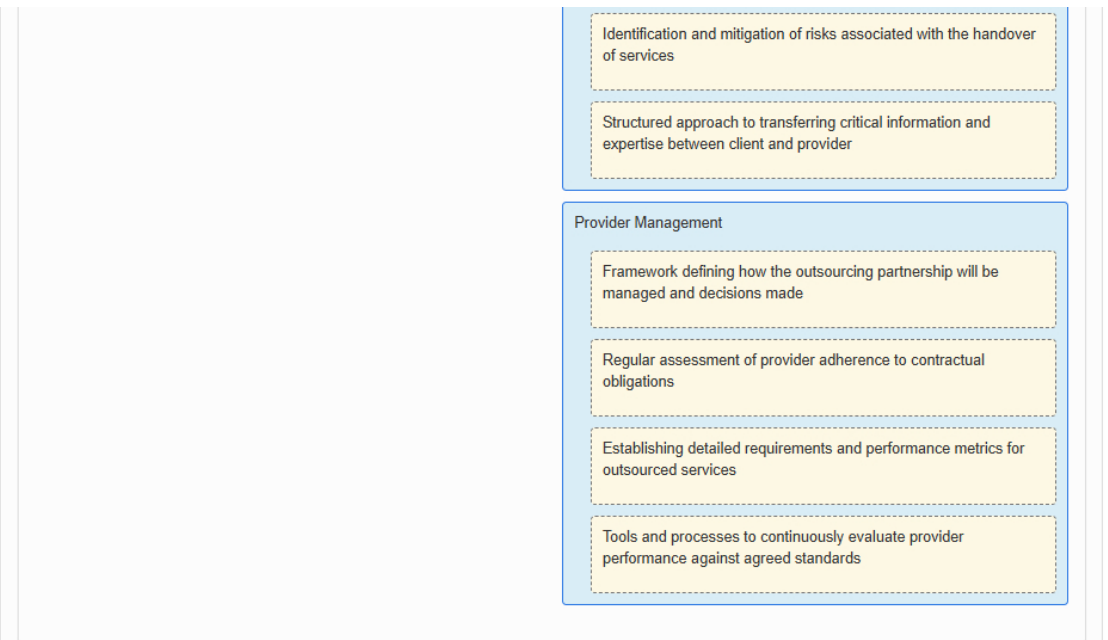 Identification and mitigation of risks associated with the handover
of services
Structured approach to transferring critical information and
expertise between client and provider
Provider Management
Framework defining how the outsourcing partnership will be
managed and decisions made
Regular assessment of provider adherence to contractual
obligations
Establishing detailed requirements and performance metrics for
outsourced services
Tools and processes to continuously evaluate provider
performance against agreed standards